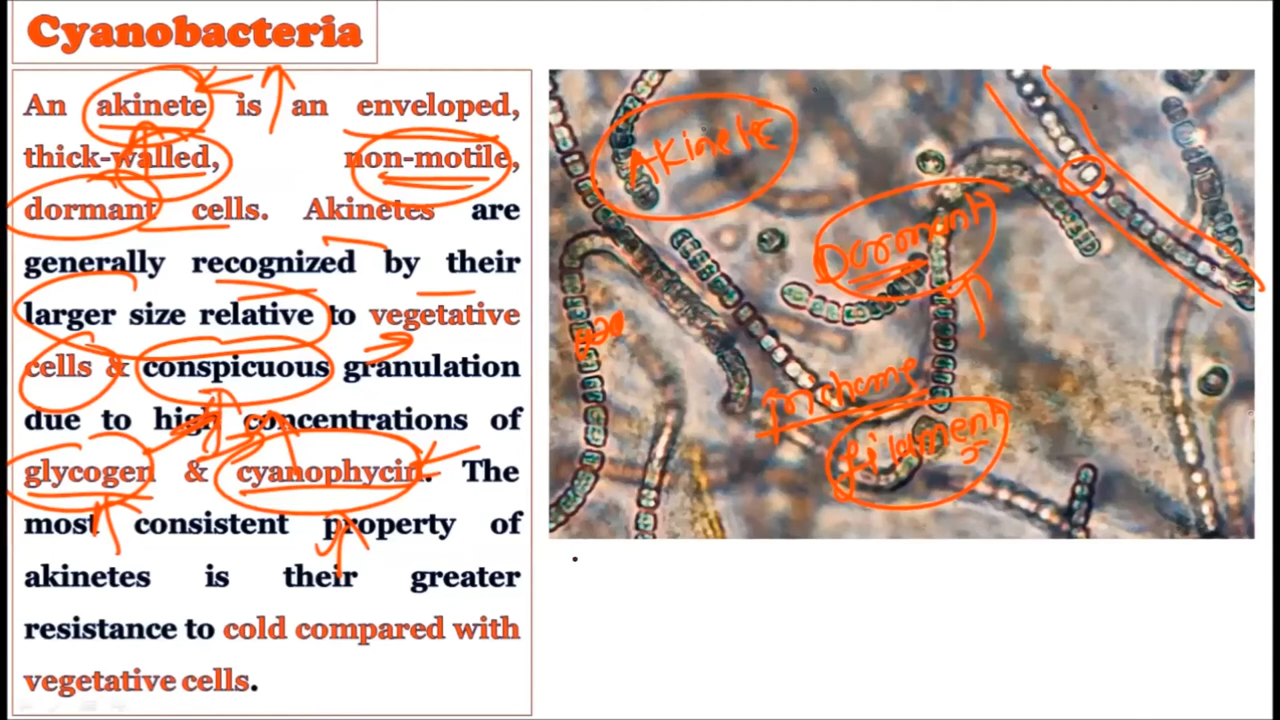 Cyanobacteria
An akinete is an enveloped,
thick-walled, non-motile,
dormant cells. Akinetes are
generally recognized by their
larger size relative to vegetative
cells & conspicuous granulation
due to high concentrations of
glycogen & cyanophycin. The
most consistent property of
akinetes is their greater
resistance to cold compared with
vegetative cells.
Akinete
Doromant
filament